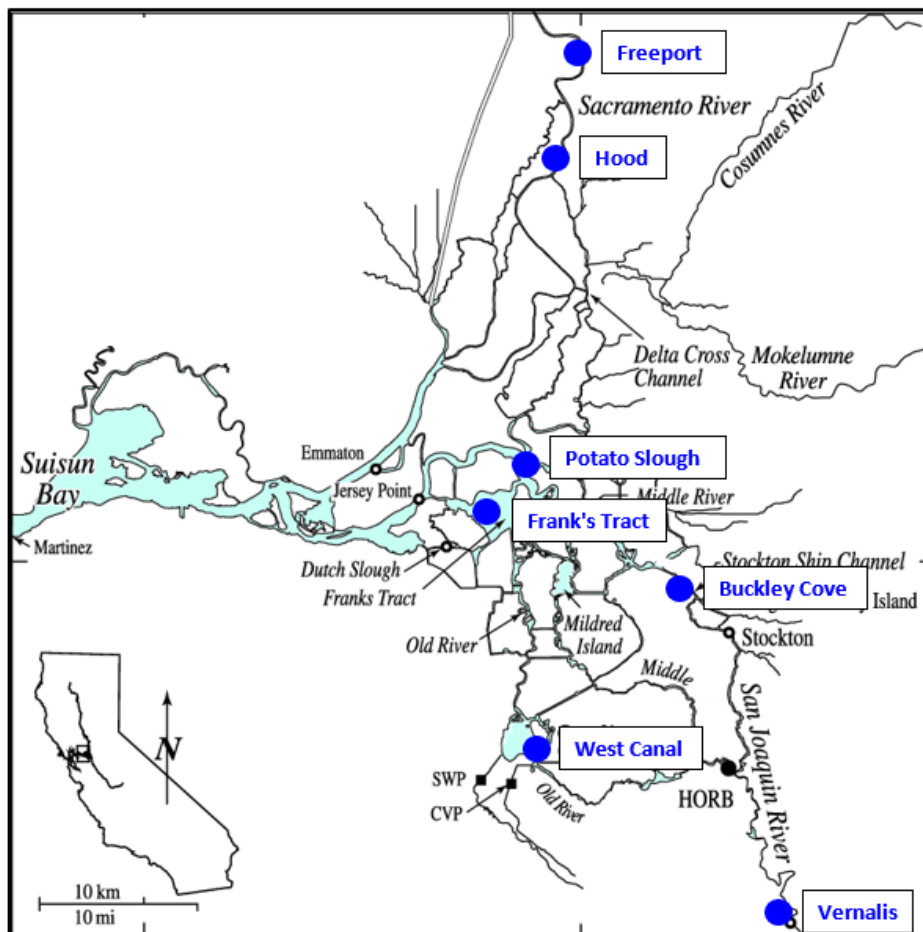 Freeport
Sacramento River
Cosumnes River
Hood
Delta Cross
Channel
Mokelumne
River
Suisun
Bay
Emmaton
Potato Slough
Jersey Point
Middle River
Frank's Tract
Martinez
Dutch Slough
Franks Tract
Stockton Ship Channel
Buckley Cove
Island
Old River
Mildred
Island
Stockton
Middle
San Joaquin River
N
West Canal
SWP
CVP
Old River
HORB
10 km
10 mi
Vernalis